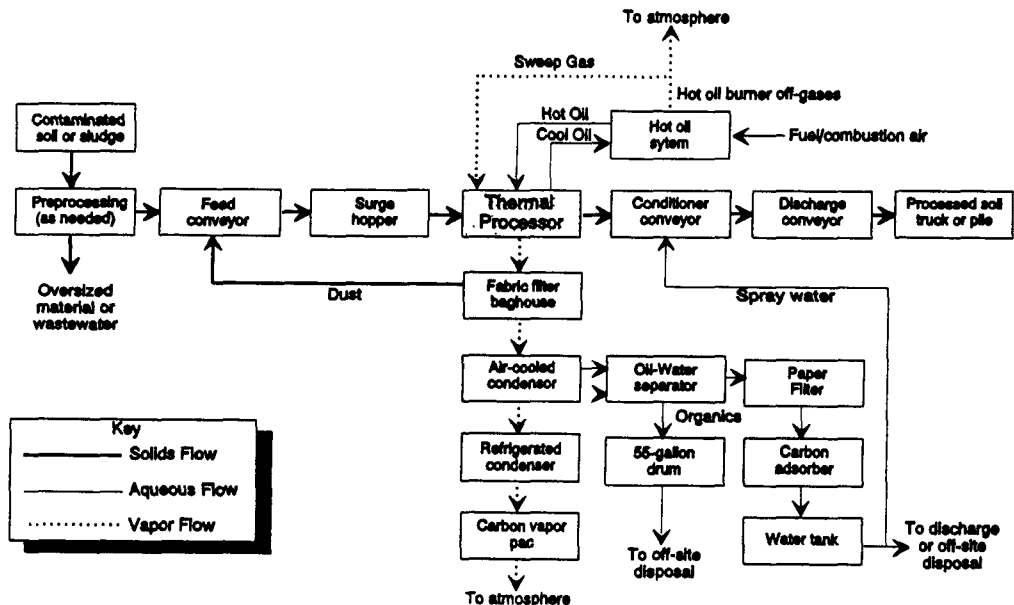 To atmosphere
Sweep Gas
Hot oil burner off-gases
Contaminated
soil or sludge
Hot Oil
Cool Oil
Hot oil
sytem
Fuel/combustion air
Preprocessing
(as needed)
Feed
conveyor
Surge
hopper
Thermal
Processor
Conditioner
conveyor
Discharge
conveyor
Processed soil
truck or pile
Oversized
material or
wastewater
Dust
Fabric filter
baghouse
Spray water
Air-cooled
condensor
Oil-Water
separator
Paper
Filter
Organics
Key
Solids Flow
Aqueous Flow
Vapor Flow
Refrigerated
condenser
55-gallon
drum
Carbon
adsorber
Carbon vapor
pac
Water tank
To discharge
or off-site
disposal
To off-site
disposal
To atmosphere